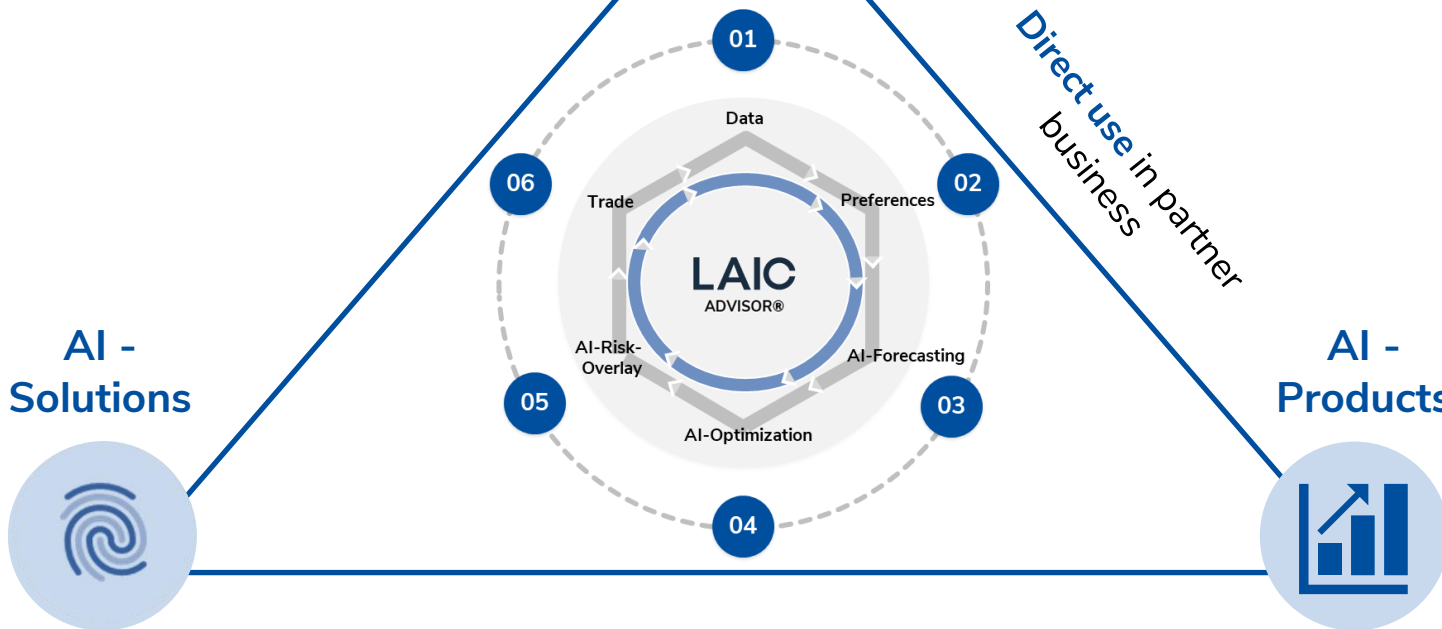 01
Direct use in partner
business
Data
06
02
Trade
Preferences
LAIC
ADVISOR®
AI -
Solutions
AI-Risk-
Overlay
AI-Forecasting
AI -
Products
05
03
AI-Optimization
04